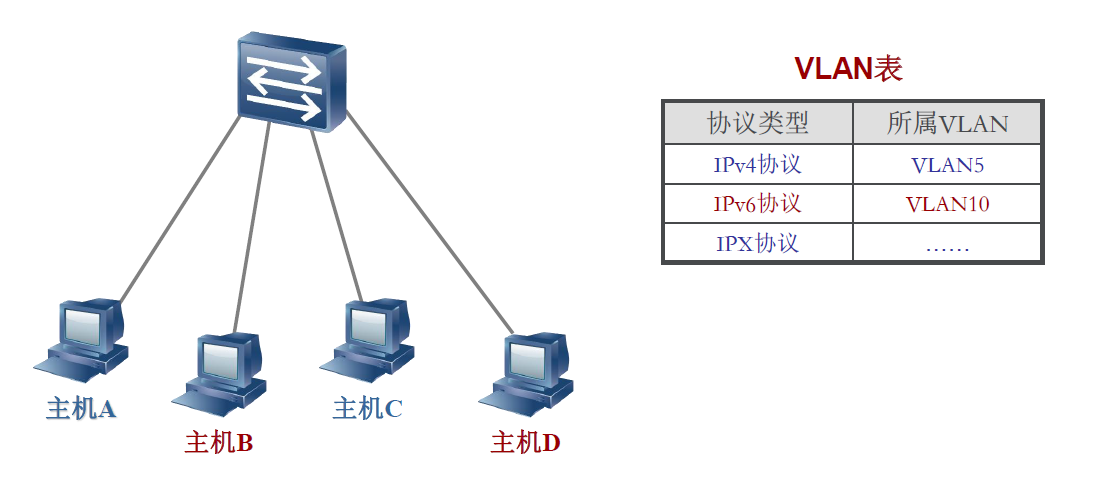 VLAN表
协议类型 所属VLAN
IPv4协议 VLAN5
IPv6协议 VLAN10
IPX协议 ……
主机A
主机C
主机B
主机D